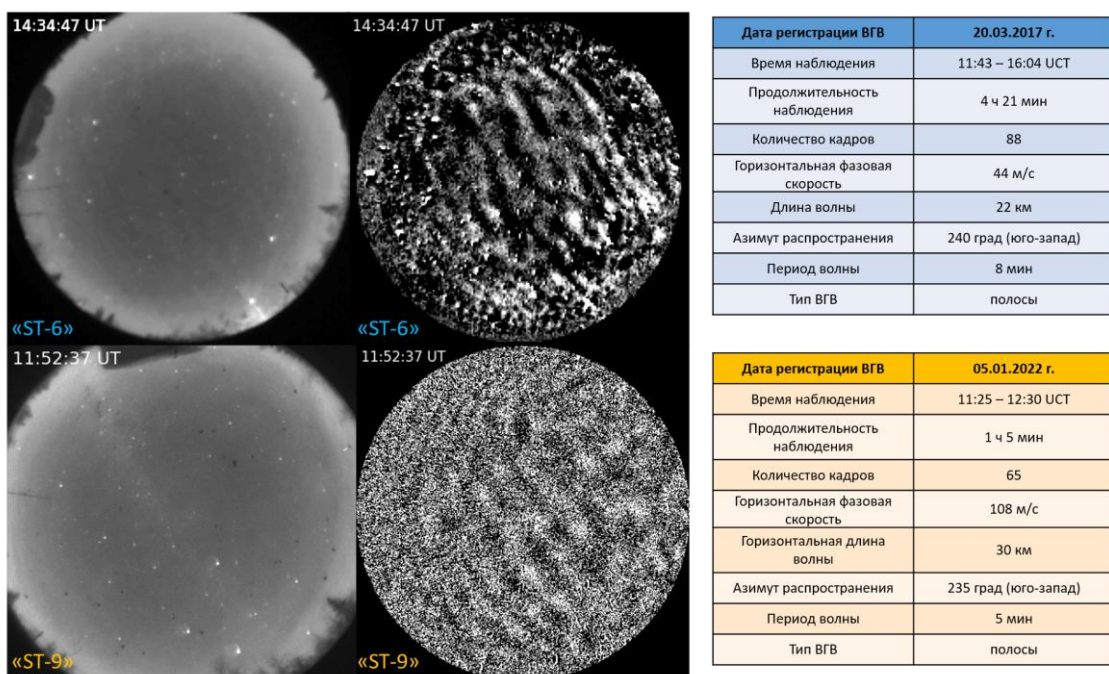 14:34:47 UT
14:34:47 UT
«ST-6»
«ST-6»
11:52:37 UT
11:52:37 UT
«ST-9»
«ST-9»
Дата регистрации ВГВ 20.03.2017 г.
Время наблюдения 11:43 – 16:04 UCT
Продолжительность
наблюдения 4 ч 21 мин
Количество кадров 88
Горизонтальная фазовая
скорость 44 м/с
Длина волны 22 км
Азимут распространения 240 град (юго-запад)
Период волны 8 мин
Тип ВГВ полосы
Дата регистрации ВГВ 05.01.2022 г.
Время наблюдения 11:25 – 12:30 UCT
Продолжительность
наблюдения 1 ч 5 мин
Количество кадров 65
Горизонтальная фазовая
скорость 108 м/с
Горизонтальная длина
волны 30 км
Азимут распространения 235 град (юго-запад)
Период волны 5 мин
Тип ВГВ полосы